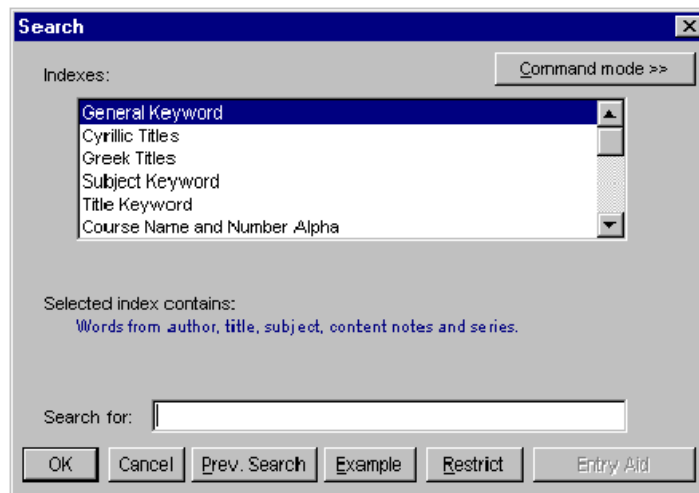 Search
Command mode >>
Indexes:
General Keyword
Cyrillic Titles
Greek Titles
Subject Keyword
Title Keyword
Course Name and Number Alpha
Selected index contains:
Words from author, title, subject, content notes and series.
Search for:
OK Cancel Prev. Search Example Restrict Entry Aid